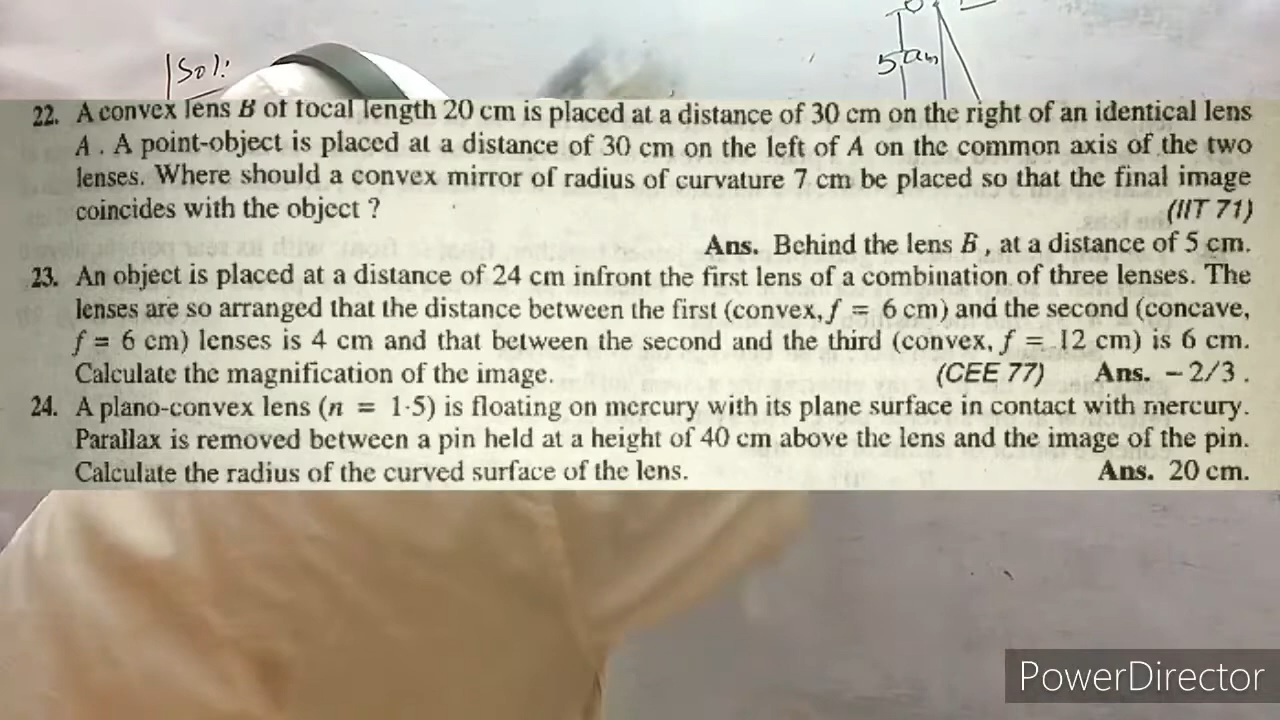 Sol:
5 cm
22. A convex lens B of focal length 20 cm is placed at a distance of 30 cm on the right of an identical lens
A . A point-object is placed at a distance of 30 cm on the left of A on the common axis of the two
lenses. Where should a convex mirror of radius of curvature 7 cm be placed so that the final image
coincides with the object ?
(IIT 71)
Ans. Behind the lens B , at a distance of 5 cm.
23. An object is placed at a distance of 24 cm infront the first lens of a combination of three lenses. The
lenses are so arranged that the distance between the first (convex, f = 6 cm) and the second (concave,
f = 6 cm) lenses is 4 cm and that between the second and the third (convex, f = 12 cm) is 6 cm.
Calculate the magnification of the image. (CEE 77) Ans. − 2/3 .
24. A plano-convex lens (n = 1·5) is floating on mercury with its plane surface in contact with mercury.
Parallax is removed between a pin held at a height of 40 cm above the lens and the image of the pin.
Calculate the radius of the curved surface of the lens. Ans. 20 cm.
PowerDirector